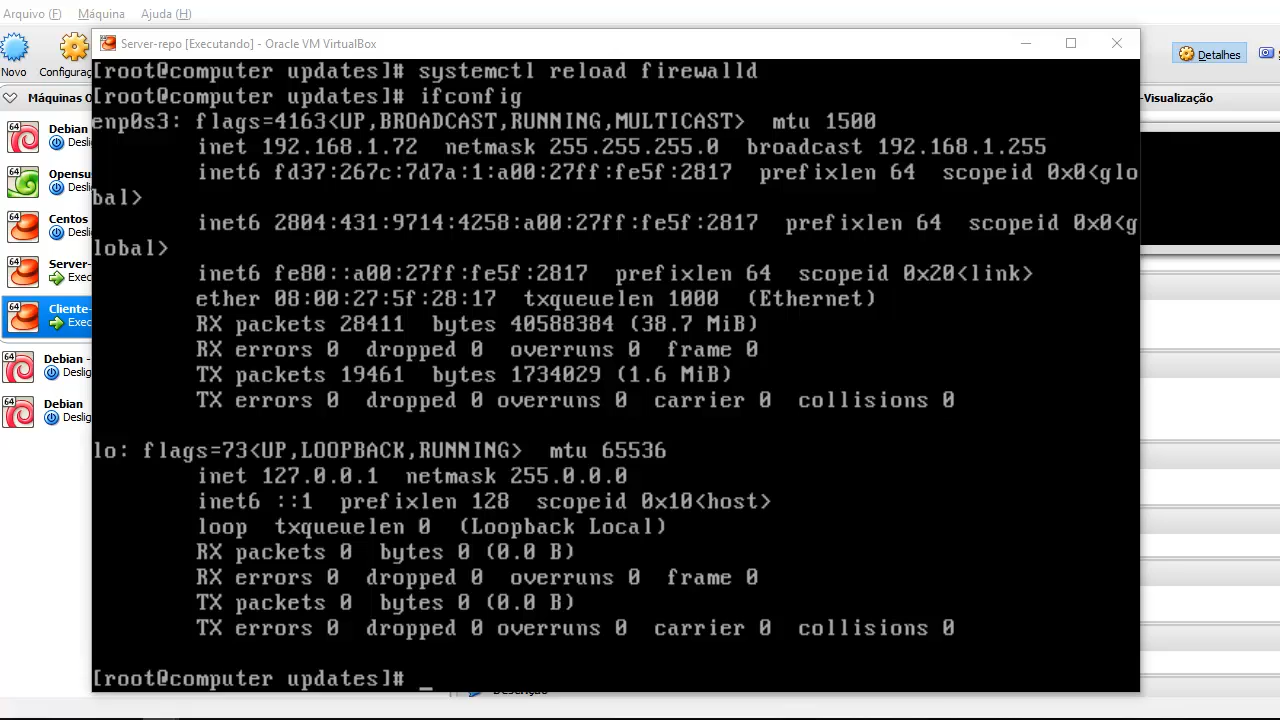 Arquivo (F) Máquina Ajuda (H)
Server-repo [Executando] - Oracle VM VirtualBox
Novo Configuraç
Detalhes
Máquinas O
-Visualização
Debian
Desli
Opensu
Desli
Centos
Desli
Server-
Exec
Cliente-
Exec
Debian -
Deslig
Debian
Deslig
[root@computer updates]# systemctl reload firewalld
[root@computer updates]# ifconfig
enp0s3: flags=4163<UP,BROADCAST,RUNNING,MULTICAST>  mtu 1500
inet 192.168.1.72  netmask 255.255.255.0  broadcast 192.168.1.255
inet6 fd37:267c:7d7a:1:a00:27ff:fe5f:2817  prefixlen 64  scopeid 0x0<glo
bal>
inet6 2804:431:9714:4258:a00:27ff:fe5f:2817  prefixlen 64  scopeid 0x0<g
lobal>
inet6 fe80::a00:27ff:fe5f:2817  prefixlen 64  scopeid 0x20<link>
ether 08:00:27:5f:28:17  txqueuelen 1000  (Ethernet)
RX packets 28411  bytes 40588384 (38.7 MiB)
RX errors 0  dropped 0  overruns 0  frame 0
TX packets 19461  bytes 1734029 (1.6 MiB)
TX errors 0  dropped 0 overruns 0  carrier 0  collisions 0
lo: flags=73<UP,LOOPBACK,RUNNING>  mtu 65536
inet 127.0.0.1  netmask 255.0.0.0
inet6 ::1  prefixlen 128  scopeid 0x10<host>
loop  txqueuelen 0  (Loopback Local)
RX packets 0  bytes 0 (0.0 B)
RX errors 0  dropped 0  overruns 0  frame 0
TX packets 0  bytes 0 (0.0 B)
TX errors 0  dropped 0 overruns 0  carrier 0  collisions 0
[root@computer updates]# _